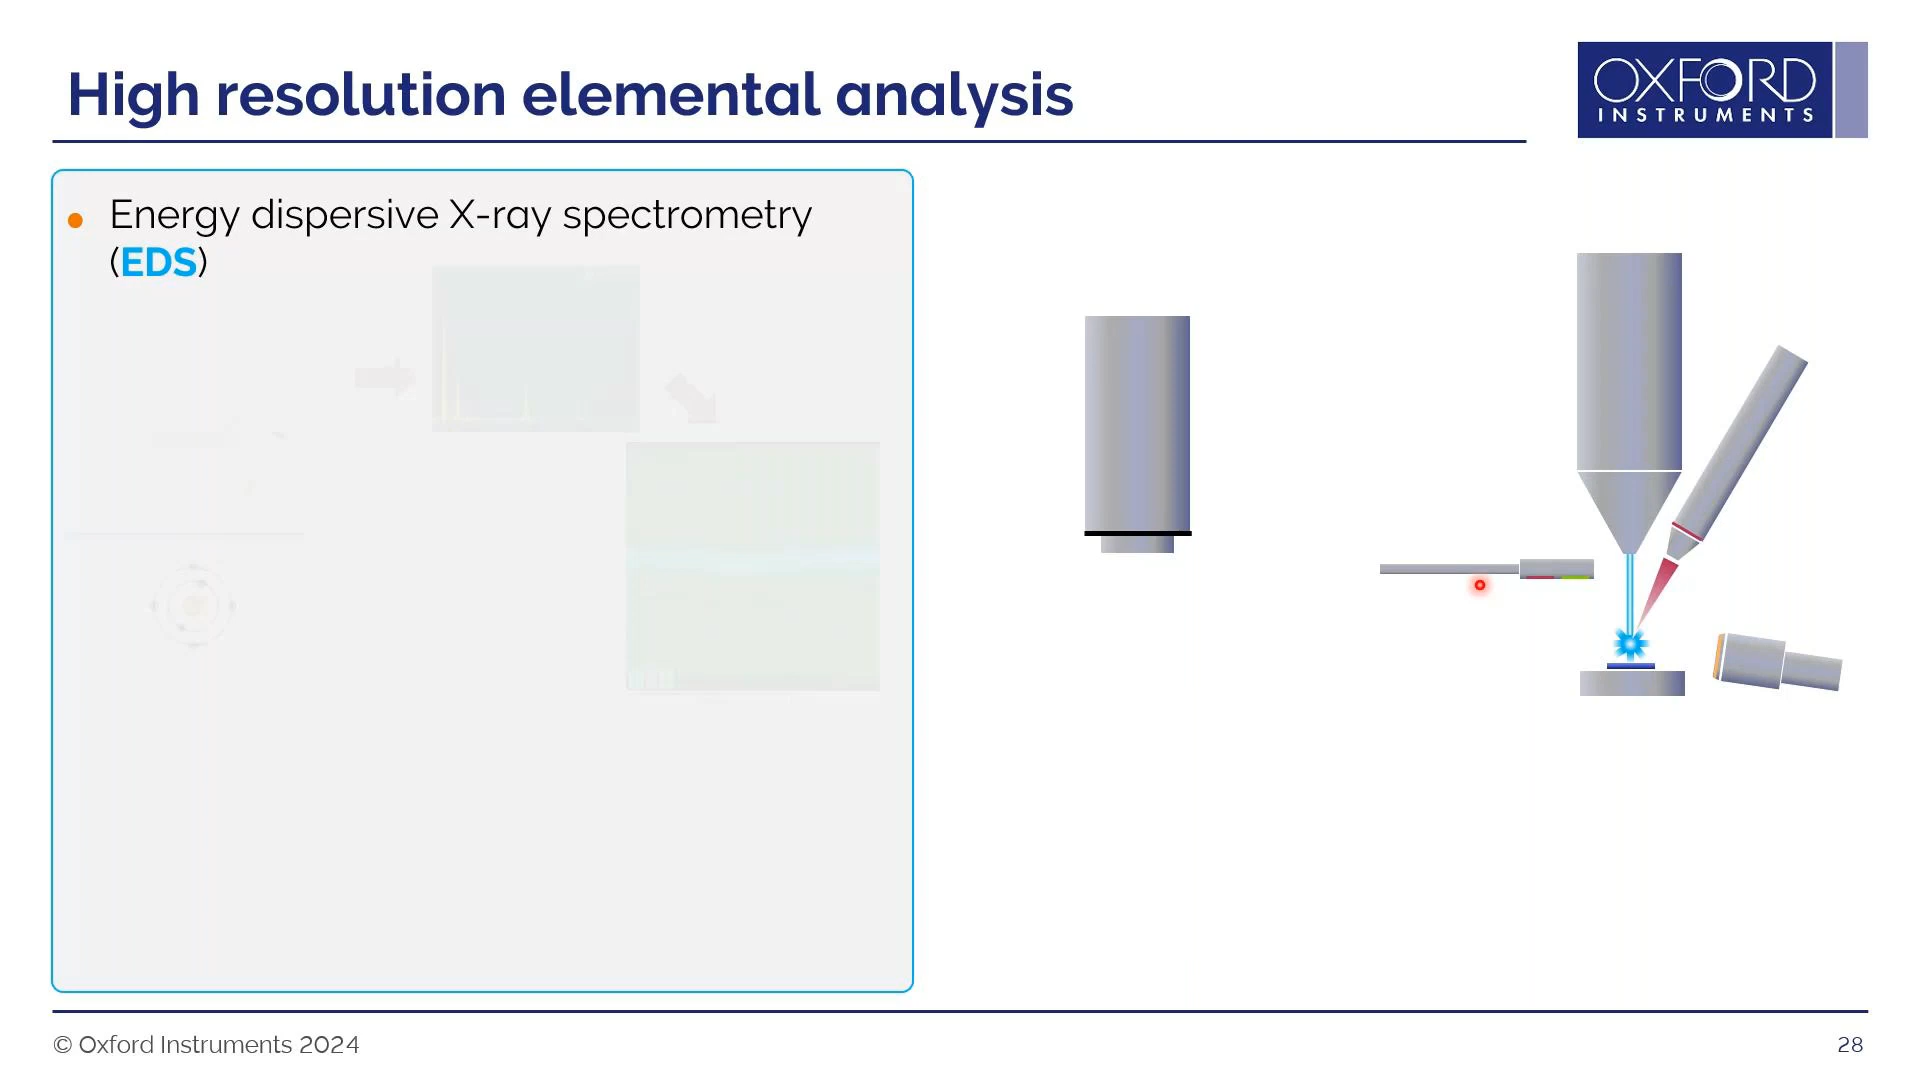 High resolution elemental analysis
OXFORD
INSTRUMENTS
Energy dispersive X-ray spectrometry
(EDS)
© Oxford Instruments 2024
28